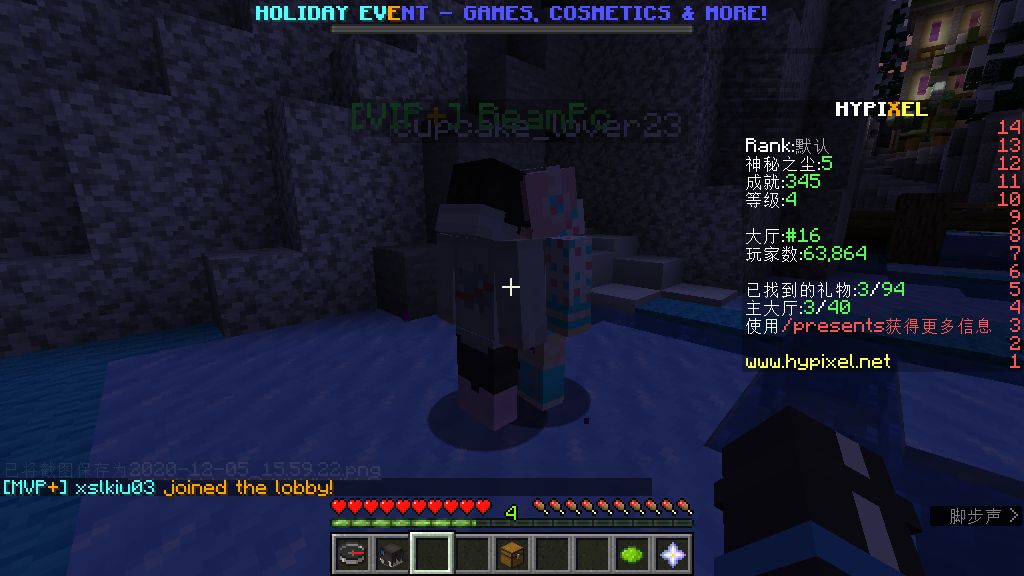 HOLIDAY EVENT - GAMES, COSMETICS & MORE!
[VIP+] BeamPo
cupcake_lover23
HYPIXEL
14
Rank:默认 13
神秘之尘:5 12
成就:345 11
等级:4 10
9
大厅:#16 8
玩家数:63,864 7
6
已找到的礼物:3/94 5
主大厅:3/40 4
使用/presents获得更多信息 3
2
www.hypixel.net 1
已将截图保存为2020-12-05_15.59.22.png
[MVP+] xslkiu03 joined the lobby!
4
脚步声 >